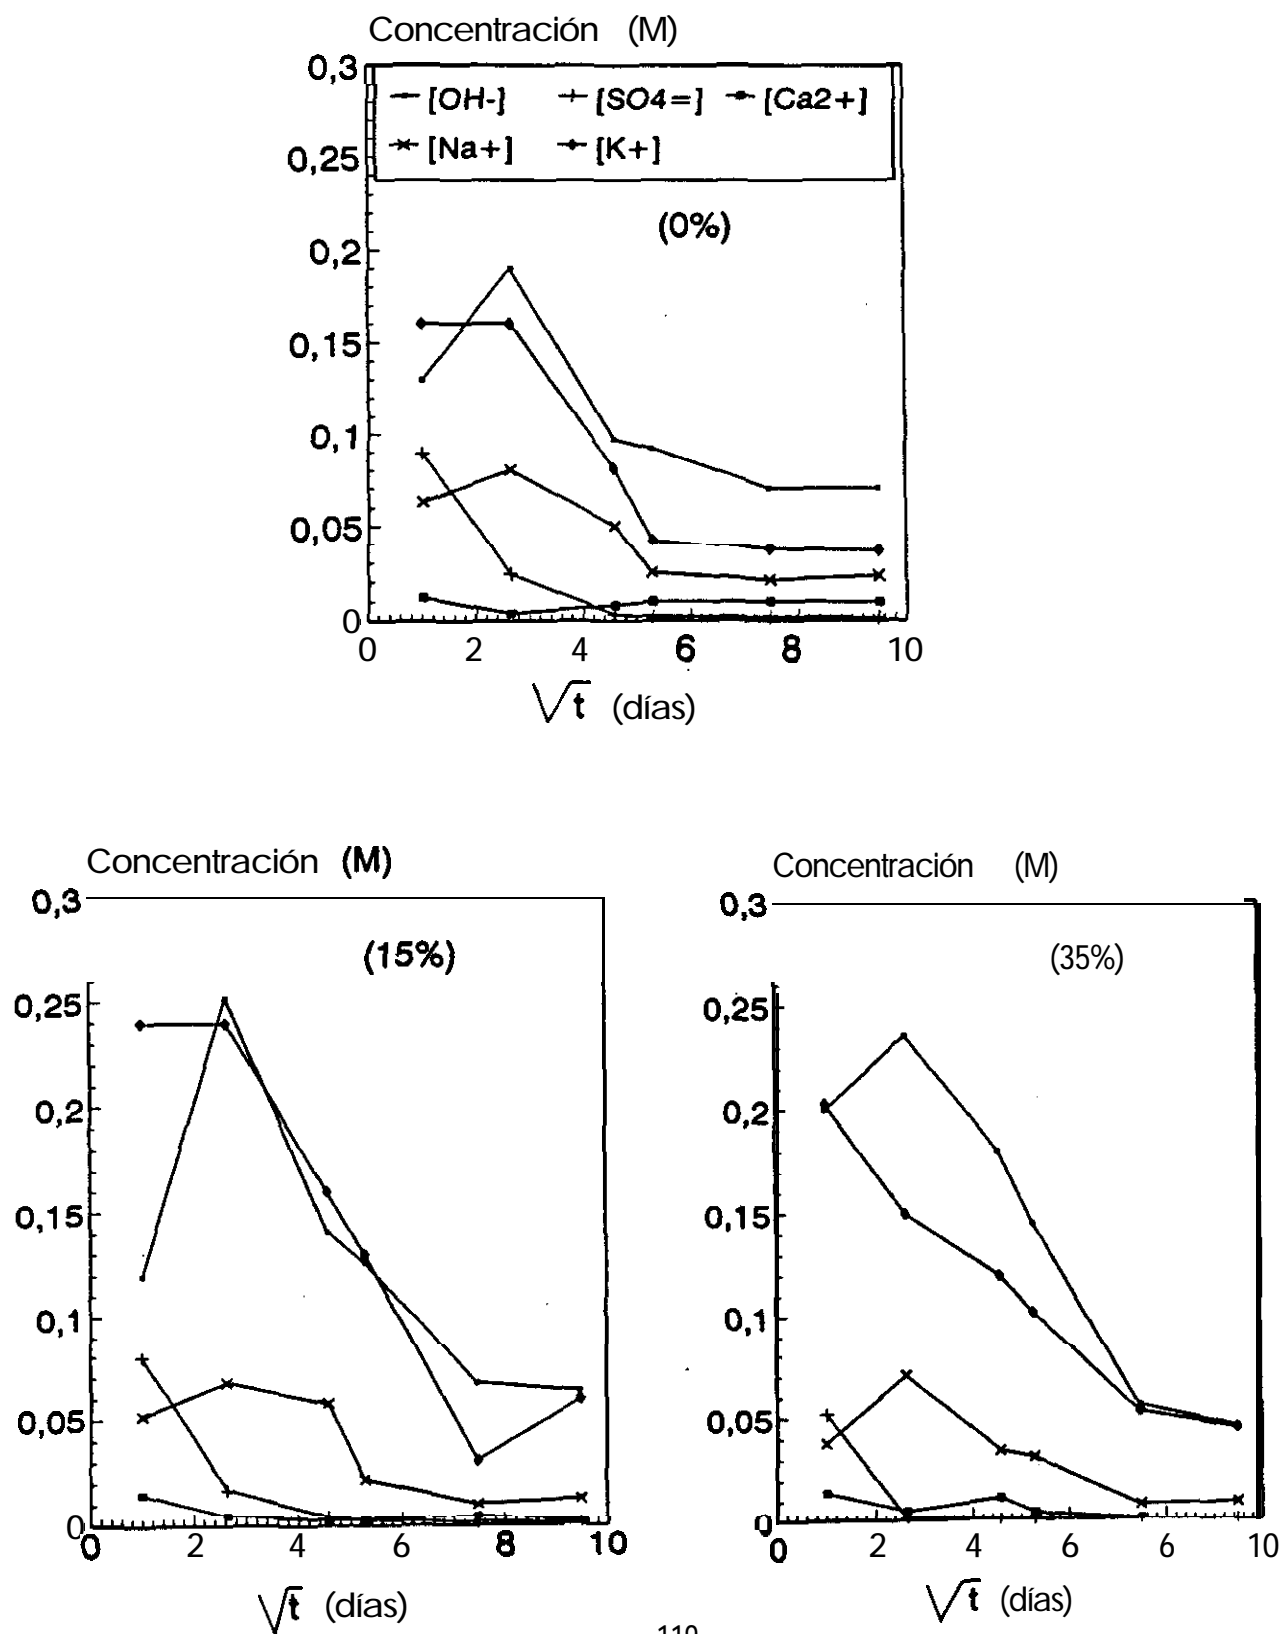 Concentración (M)
0,3
[OH-] [SO4=] [Ca2+]
[Na+] [K+]
0,25
(0%)
0,2
0,15
0,1
0,05
0
0 2 4 6 8 10
√t (días)
Concentración (M)
0,3
(15%)
0,25
0,2
0,15
0,1
0,05
0
0 2 4 6 8 10
√t (días)
Concentración (M)
0,3
(35%)
0,25
0,2
0,15
0,1
0,05
0
0 2 4 6 6 10
√t (días)